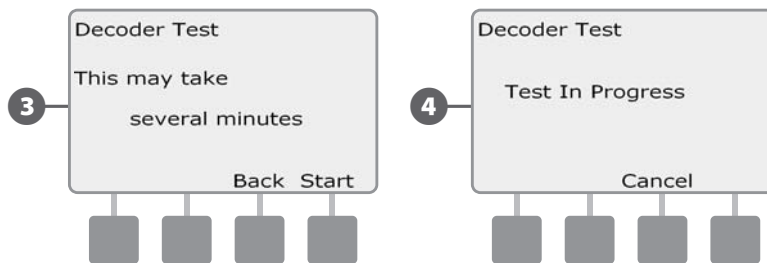 3
Decoder Test
This may take
several minutes
Back Start
4
Decoder Test
Test In Progress
Cancel